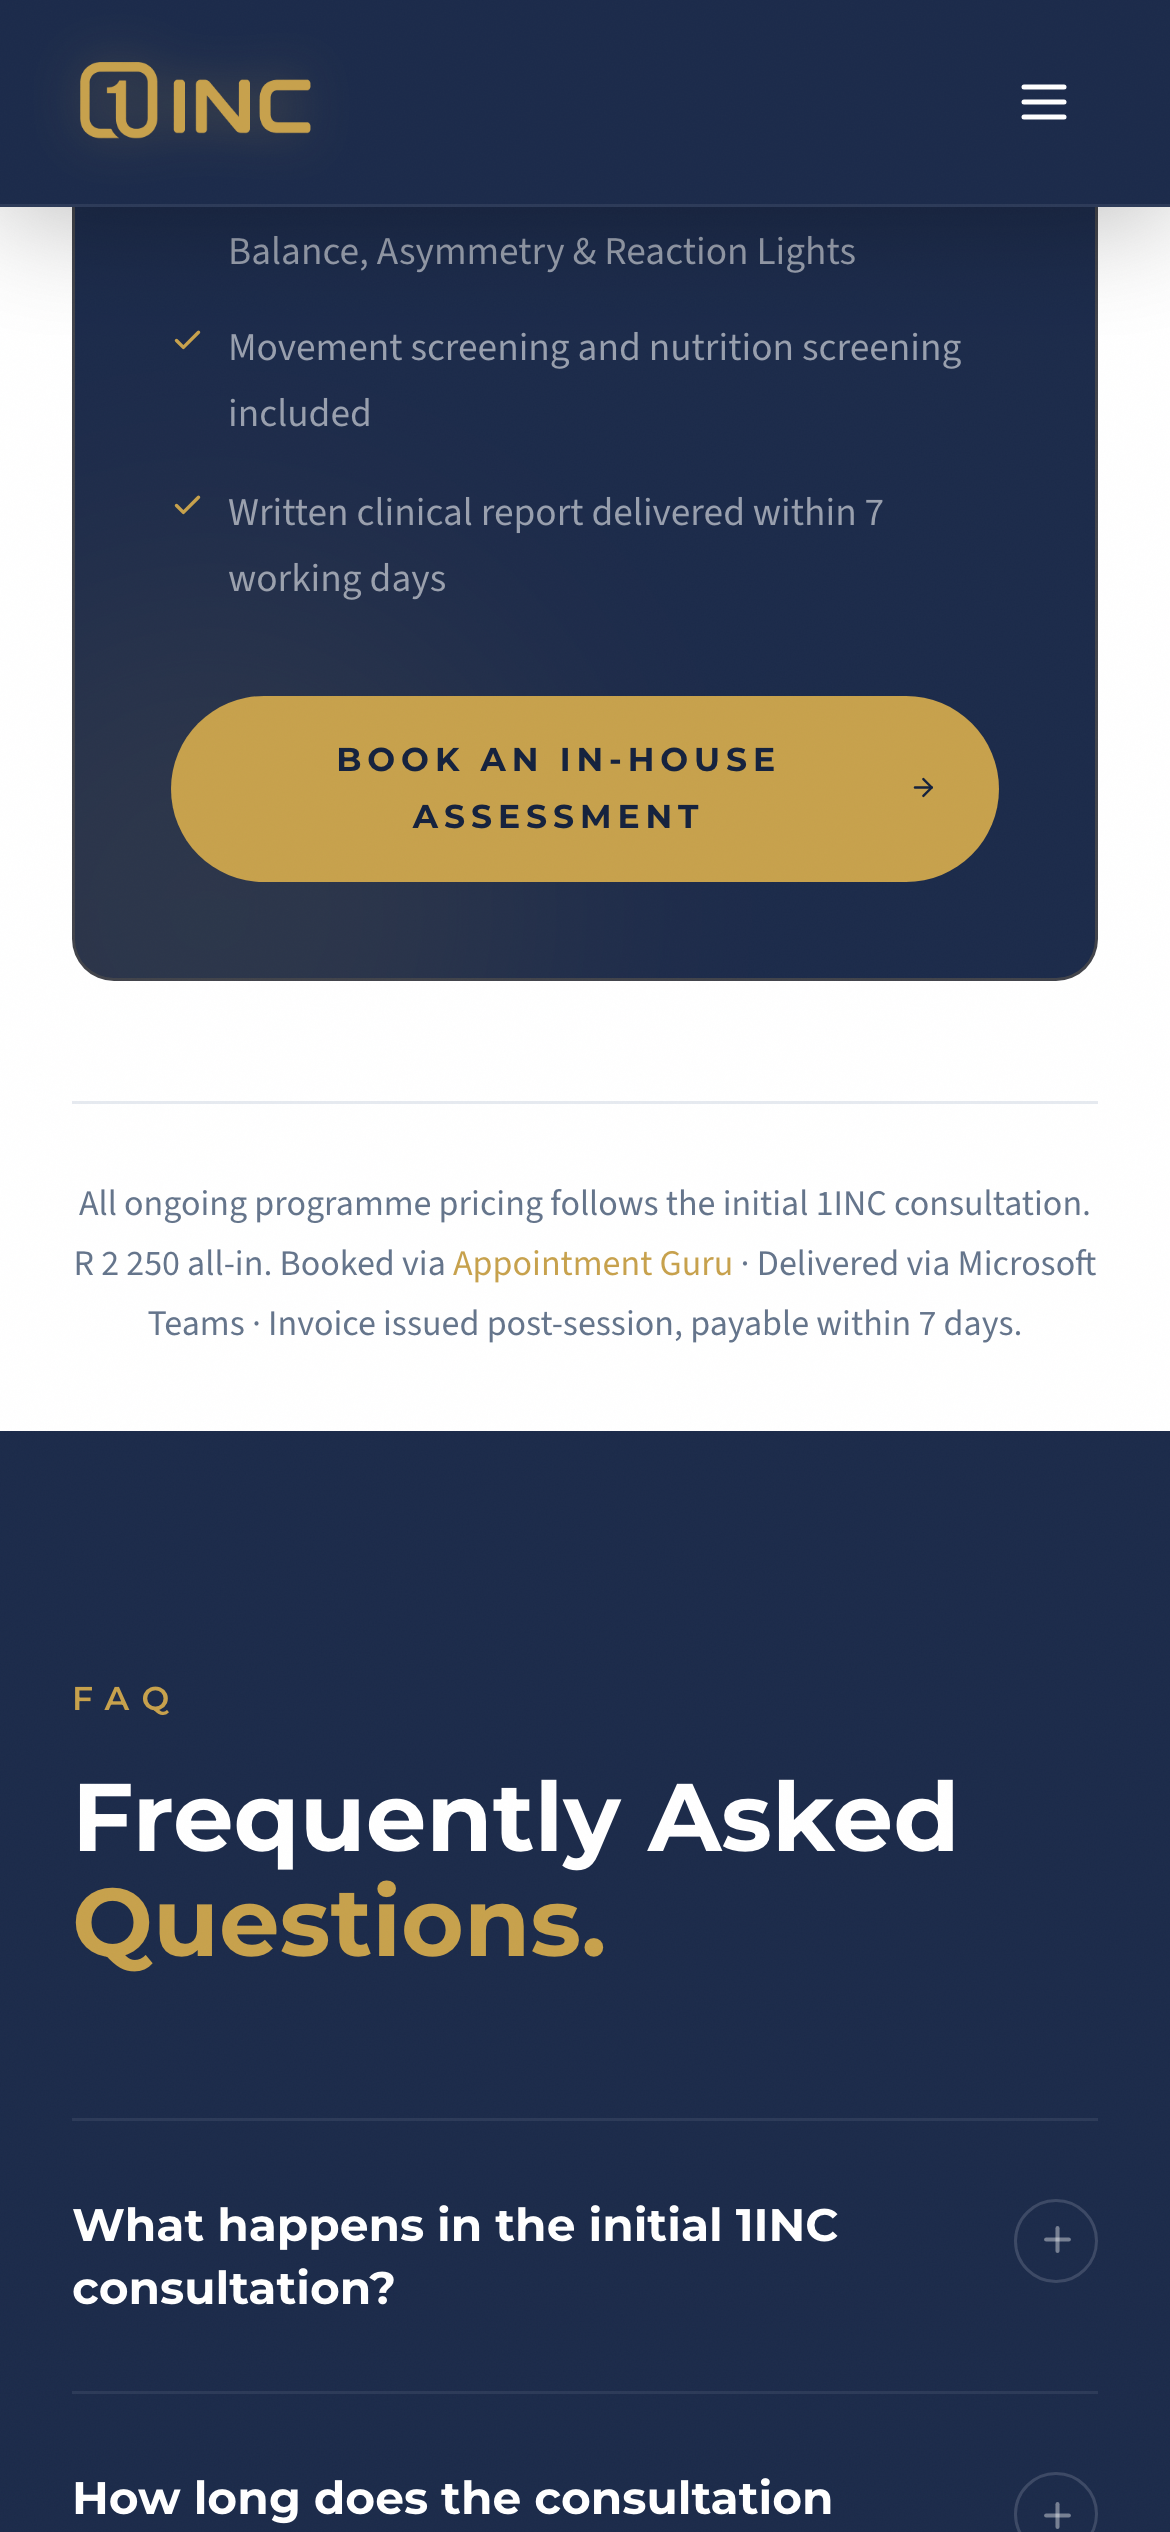 1 INC
Balance, Asymmetry & Reaction Lights
Movement screening and nutrition screening
included
Written clinical report delivered within 7
working days
BOOK AN IN-HOUSE
ASSESSMENT
All ongoing programme pricing follows the initial 1INC consultation.
R 2 250 all-in. Booked via Appointment Guru · Delivered via Microsoft
Teams · Invoice issued post-session, payable within 7 days.
FAQ
Frequently Asked
Questions.
What happens in the initial 1INC
consultation?
How long does the consultation